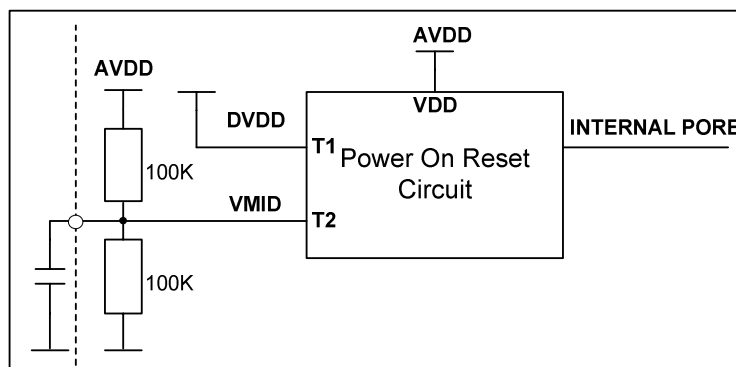 AVDD
AVDD
DVDD
VDD
INTERNAL PORB
T1
Power On Reset
Circuit
100K
VMID
T2
100K